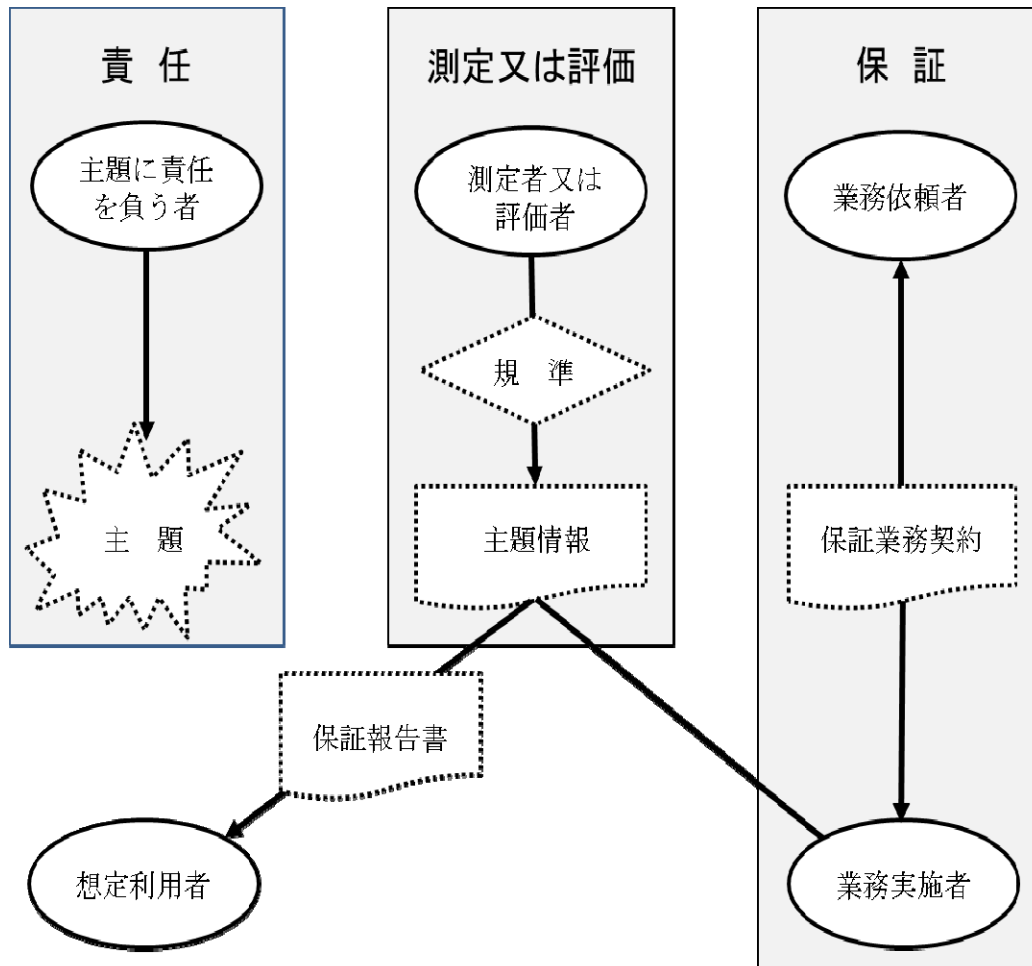 責 任
主題に責任
を負う者
主 題
測定又は評価
測定者又は
評価者
規 準
主題情報
保 証
業務依頼者
保証業務契約
保証報告書
想定利用者
業務実施者